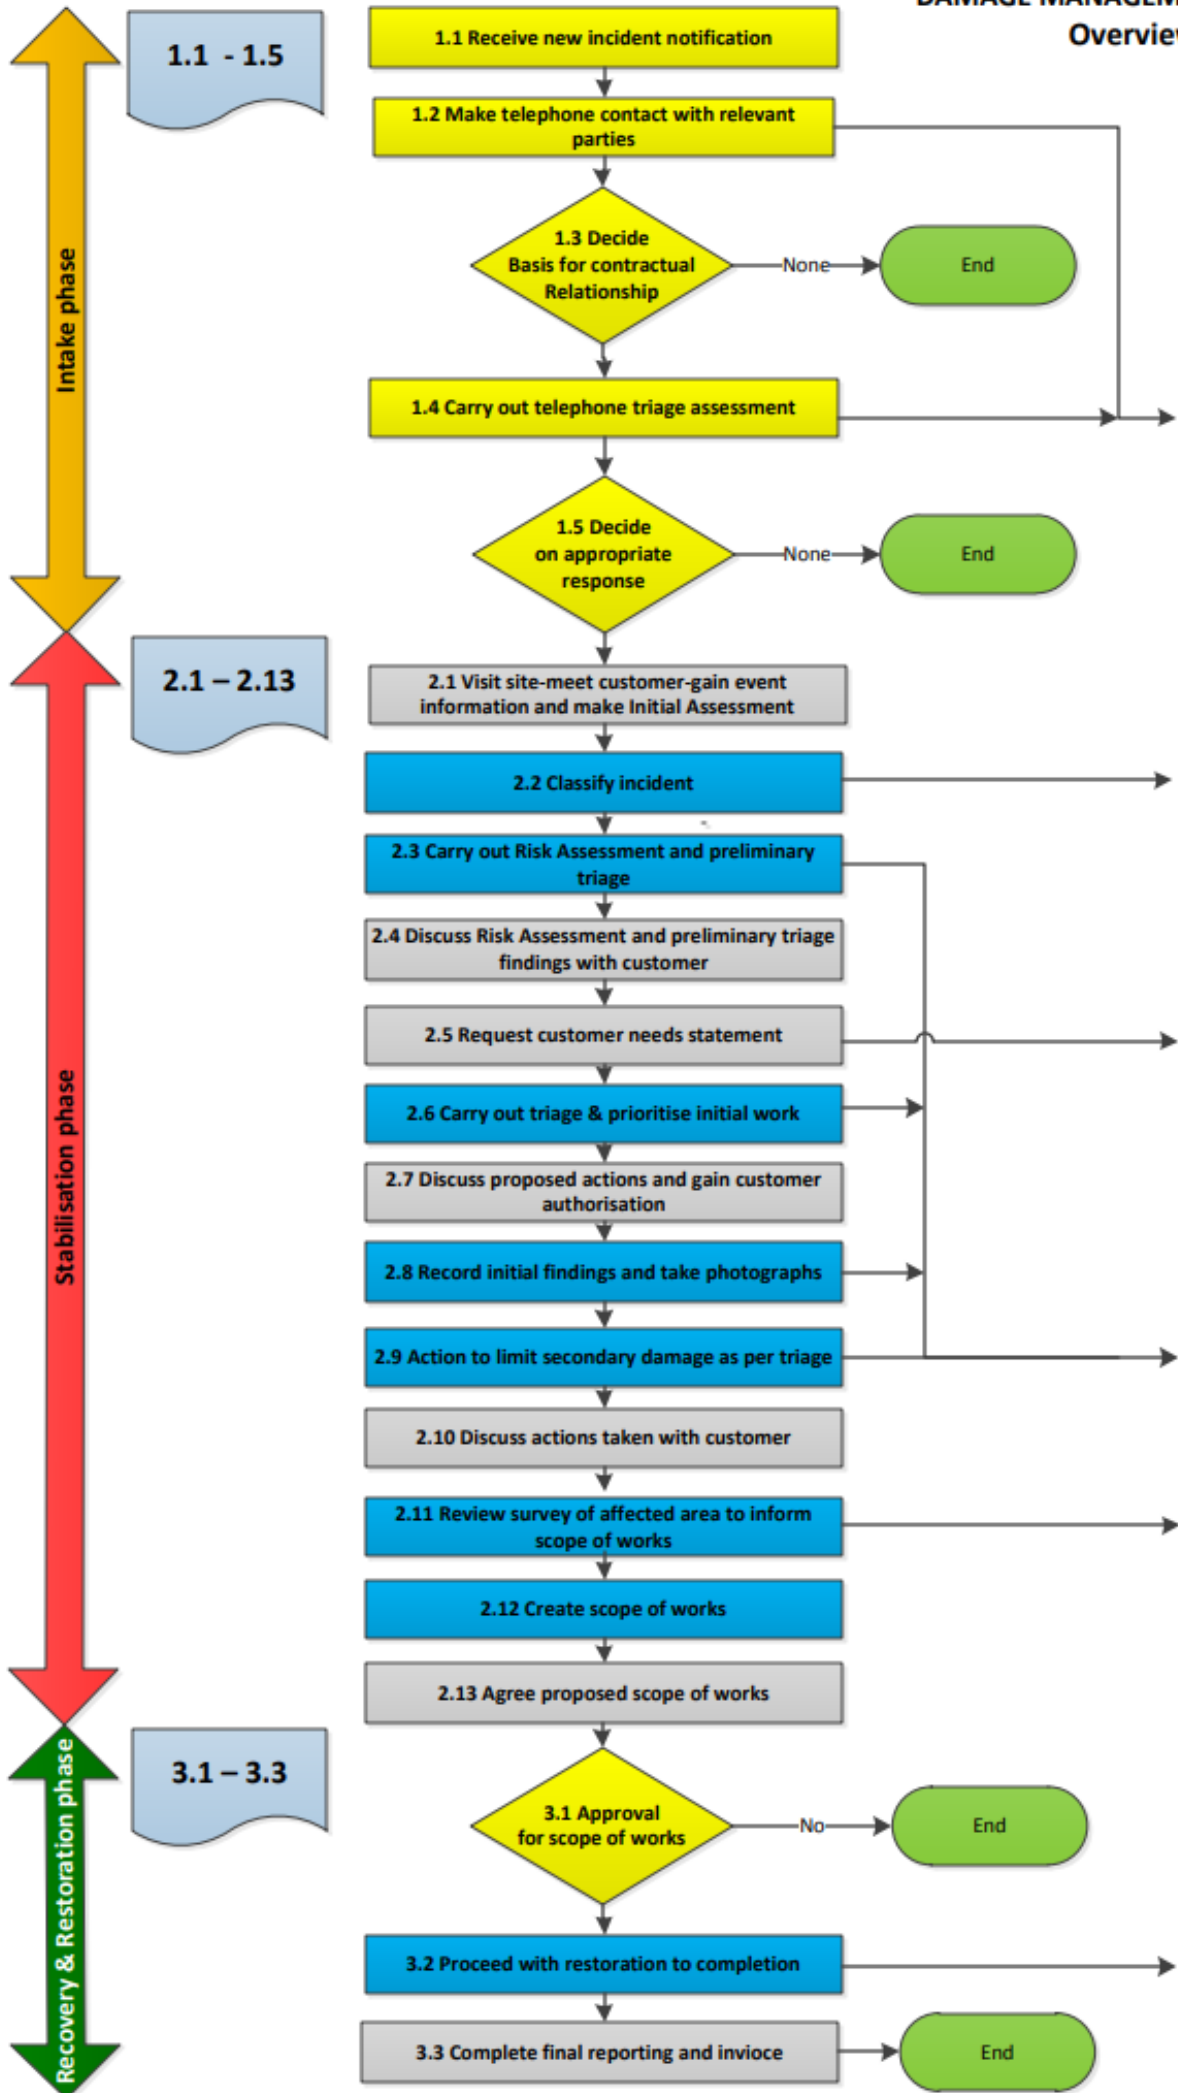 DAMAGE MANAGEM
Overview
1.1 - 1.5
1.1 Receive new incident notification
1.2 Make telephone contact with relevant
parties
1.3 Decide
Basis for contractual
Relationship
None
End
Intake phase
1.4 Carry out telephone triage assessment
1.5 Decide
on appropriate
response
None
End
2.1 – 2.13
2.1 Visit site-meet customer-gain event
information and make Initial Assessment
2.2 Classify incident
2.3 Carry out Risk Assessment and preliminary
triage
2.4 Discuss Risk Assessment and preliminary triage
findings with customer
2.5 Request customer needs statement
Stabilisation phase
2.6 Carry out triage & prioritise initial work
2.7 Discuss proposed actions and gain customer
authorisation
2.8 Record initial findings and take photographs
2.9 Action to limit secondary damage as per triage
2.10 Discuss actions taken with customer
2.11 Review survey of affected area to inform
scope of works
2.12 Create scope of works
2.13 Agree proposed scope of works
3.1 – 3.3
Recovery & Restoration phase
3.1 Approval
for scope of works
No
End
3.2 Proceed with restoration to completion
3.3 Complete final reporting and invioce
End